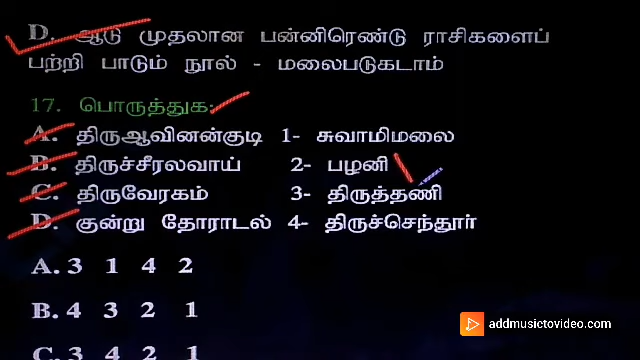 D. ஆடு முதலான பன்னிரெண்டு ராசிகளைப்
பற்றி பாடும் நூல் - மலைபடுகடாம்
17. பொருத்துக:
A. திருஆவினன்குடி 1- சுவாமிமலை
B. திருச்சீரலவாய் 2- பழனி
C. திருவேரகம் 3- திருத்தணி
D. குன்று தோராடல் 4- திருச்செந்தூர்
A. 3 1 4 2
B. 4 3 2 1
C. 3 4 2 1
addmusictovideo.com